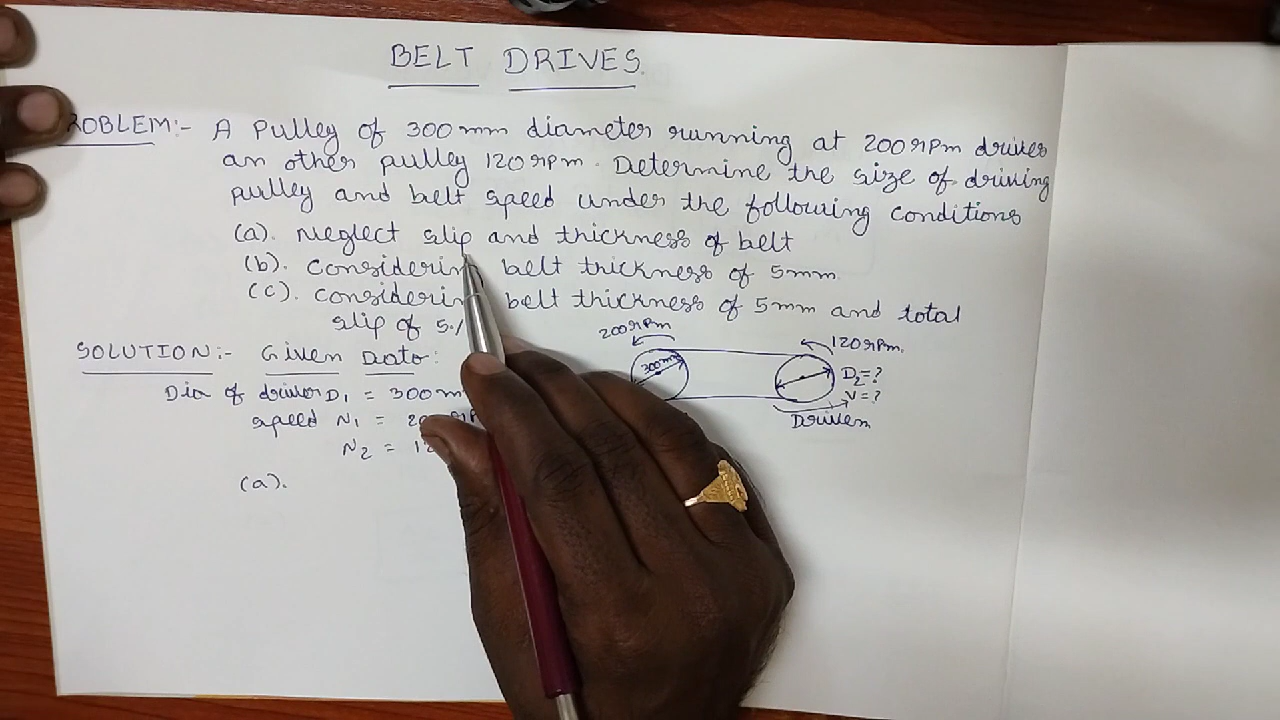 BELT DRIVES
ROBLEM:- A Pulley of 300mm diameter running at 200rpm drives
an other pulley 120rpm. Determine the size of driving
pulley and belt speed under the following conditions
(a). Neglect slip and thickness of belt
(b). Considerin belt thickness of 5mm
(c). Considerin belt thickness of 5mm and total
slip of 5%
200rpm
120rpm.
SOLUTION:- Given Data:
300mm
D2=?
Dia of driver D1 = 300m
V=?
speed N1 =
Driven
N2 = 12
(a).